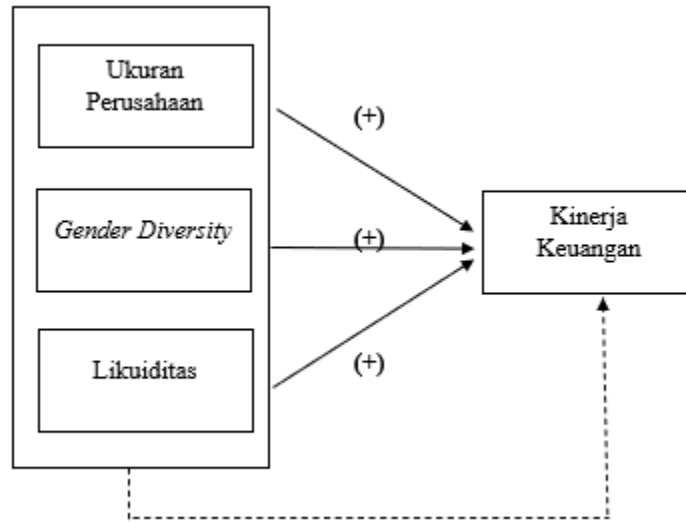 Ukuran
Perusahaan
(+)
Gender Diversity
(+)
Kinerja
Keuangan
Likuiditas
(+)